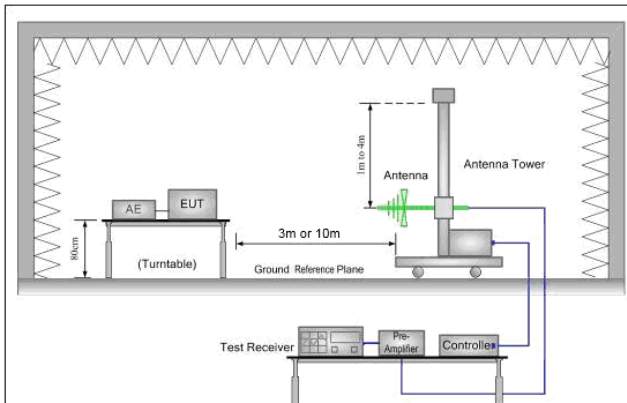 1m to 4m
Antenna
Antenna Tower
AE
EUT
80cm
(Turntable)
3m or 10m
Ground Reference Plane
Test Receiver
Pre-
Amplifier
Controlle